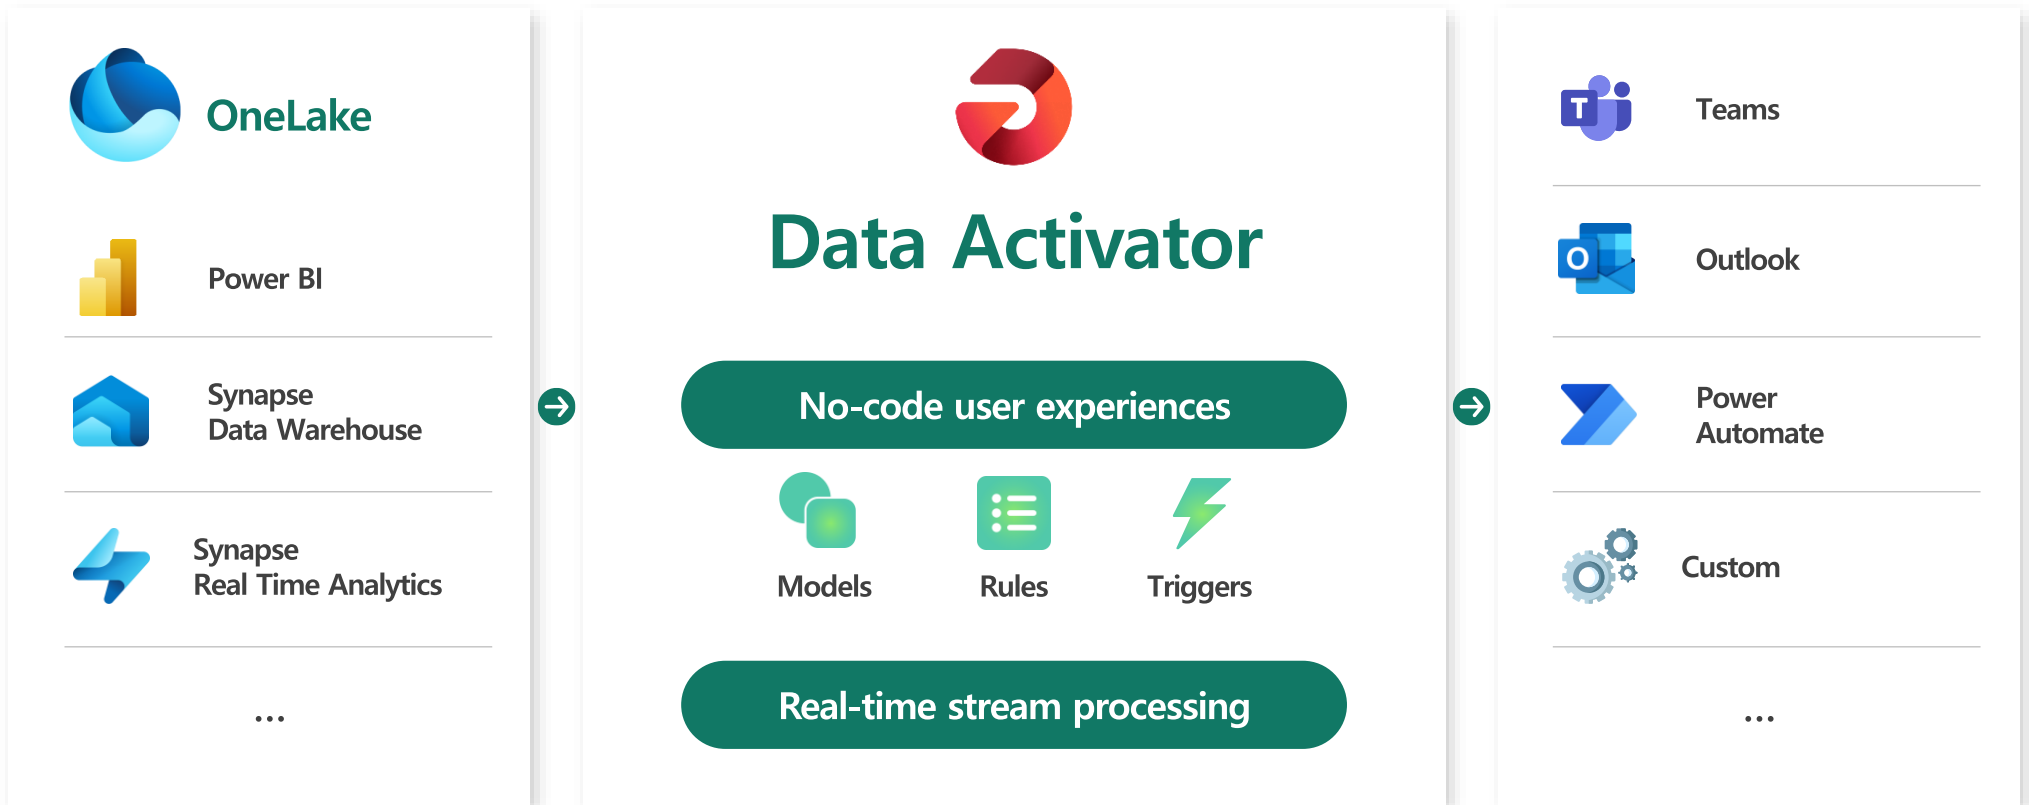 OneLake
Power BI
Synapse
Data Warehouse
Synapse
Real Time Analytics
...
Data Activator
No-code user experiences
Models
Rules
Triggers
Real-time stream processing
T
Teams
O
Outlook
Power
Automate
Custom
...